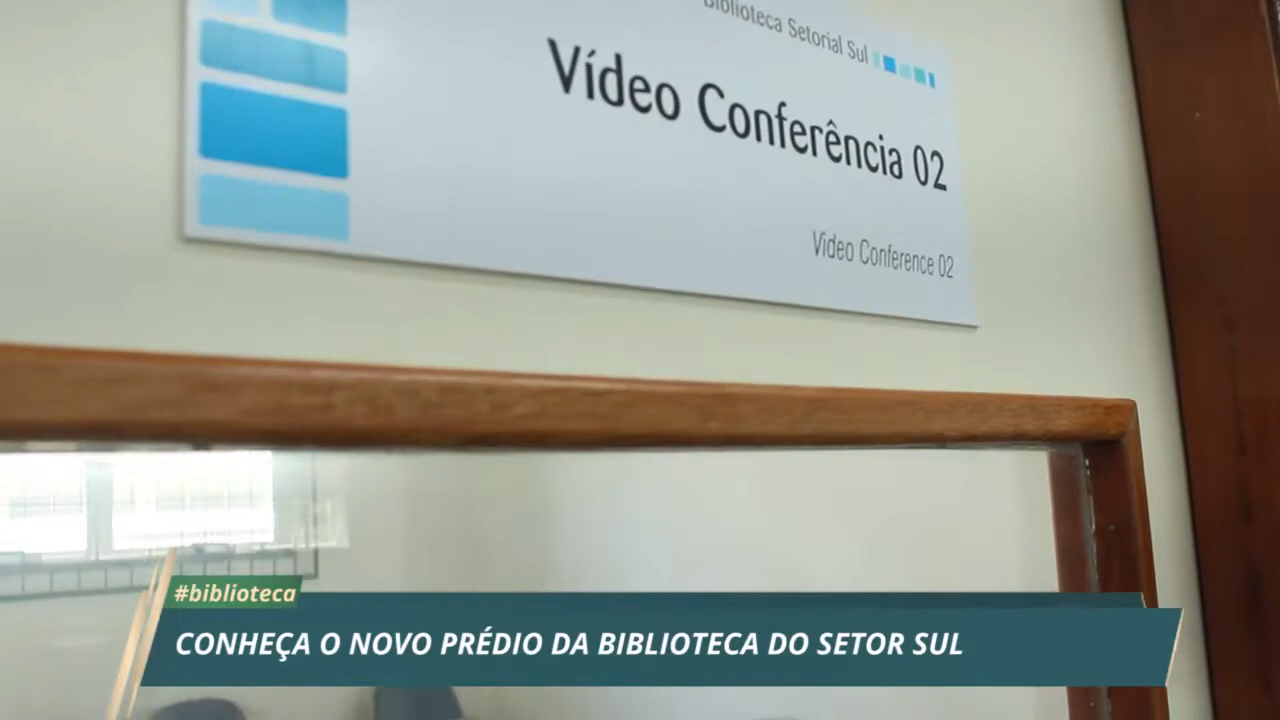 Biblioteca Setorial Sul
Vídeo Conferência 02
Video Conference 02
#biblioteca
CONHEÇA O NOVO PRÉDIO DA BIBLIOTECA DO SETOR SUL